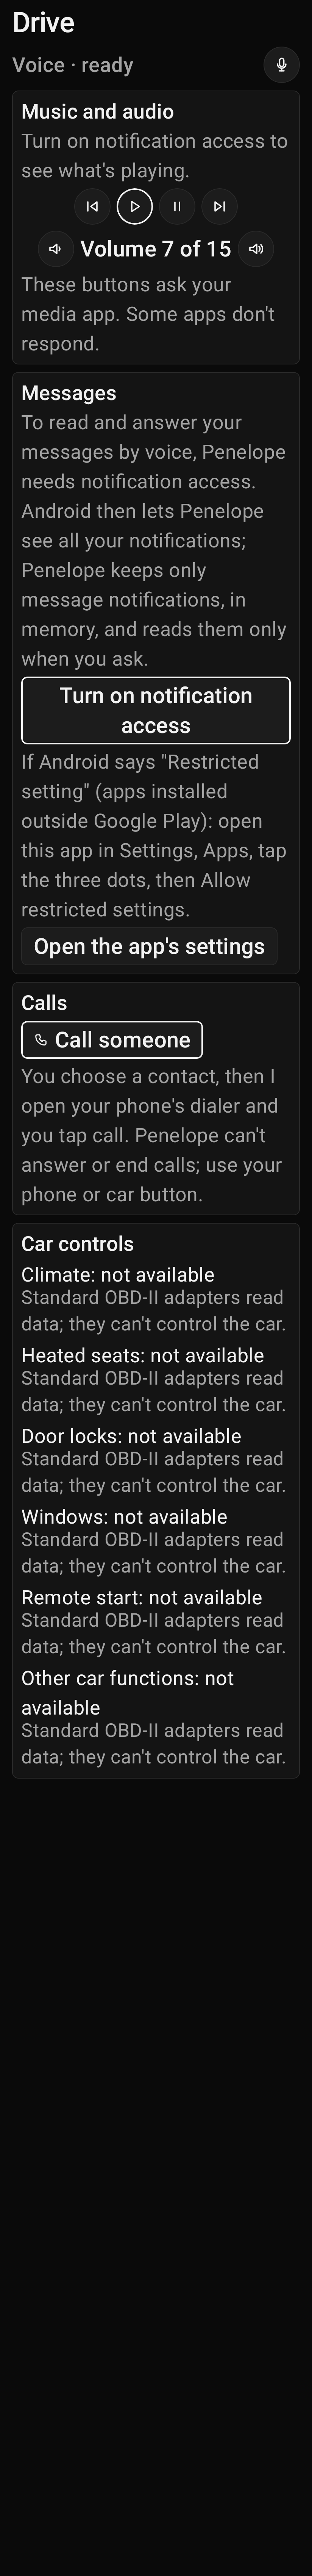 Drive
Voice · ready
Music and audio
Turn on notification access to
see what's playing.
Volume 7 of 15
These buttons ask your
media app. Some apps don't
respond.
Messages
To read and answer your
messages by voice, Penelope
needs notification access.
Android then lets Penelope
see all your notifications;
Penelope keeps only
message notifications, in
memory, and reads them only
when you ask.
Turn on notification
access
If Android says "Restricted
setting" (apps installed
outside Google Play): open
this app in Settings, Apps, tap
the three dots, then Allow
restricted settings.
Open the app's settings
Calls
Call someone
You choose a contact, then I
open your phone's dialer and
you tap call. Penelope can't
answer or end calls; use your
phone or car button.
Car controls
Climate: not available
Standard OBD-II adapters read
data; they can't control the car.
Heated seats: not available
Standard OBD-II adapters read
data; they can't control the car.
Door locks: not available
Standard OBD-II adapters read
data; they can't control the car.
Windows: not available
Standard OBD-II adapters read
data; they can't control the car.
Remote start: not available
Standard OBD-II adapters read
data; they can't control the car.
Other car functions: not
available
Standard OBD-II adapters read
data; they can't control the car.